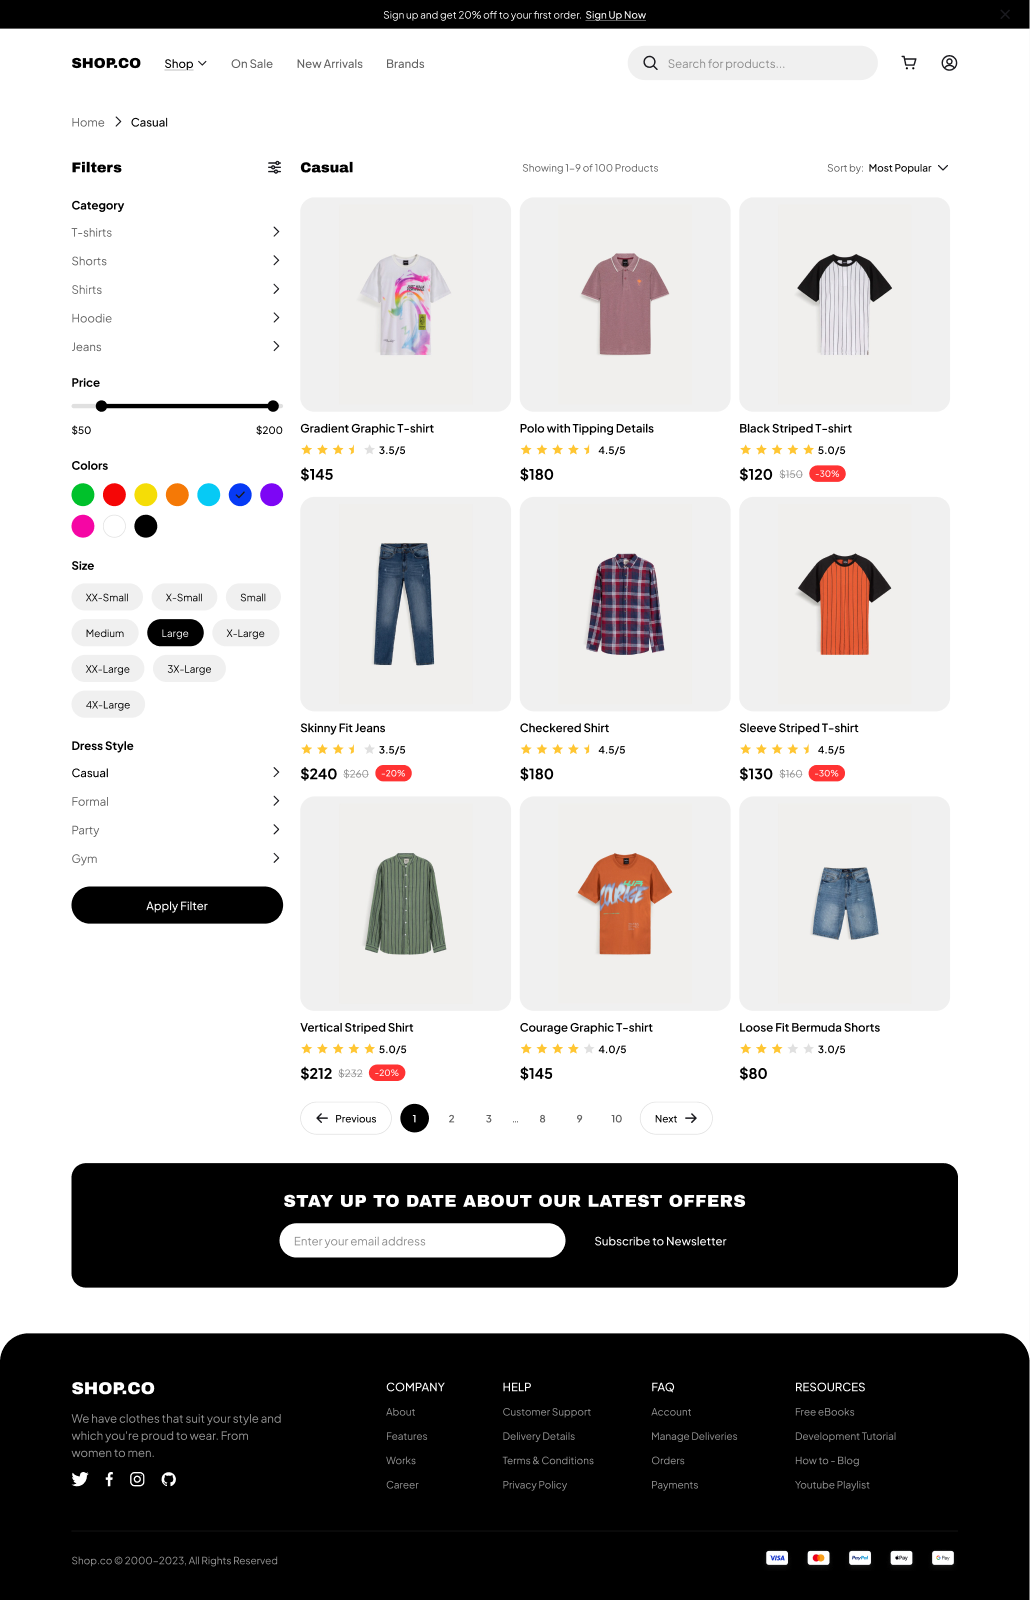 Sign up and get 20% off to your first order. Sign Up Now
SHOP.CO
Shop
On Sale
New Arrivals
Brands
Search for products...
Home
Casual
Filters
Category
T-shirts
Shorts
Shirts
Hoodie
Jeans
Price
$50
$200
Colors
Size
XX-Small
X-Small
Small
Medium
Large
X-Large
XX-Large
3X-Large
4X-Large
Dress Style
Casual
Formal
Party
Gym
Apply Filter
Casual
Showing 1-9 of 100 Products
Sort by: Most Popular
Gradient Graphic T-shirt
3.5/5
$145
Polo with Tipping Details
4.5/5
$180
Black Striped T-shirt
5.0/5
$120 $150 -30%
Skinny Fit Jeans
3.5/5
$240 $260 -20%
Checkered Shirt
4.5/5
$180
Sleeve Striped T-shirt
4.5/5
$130 $160 -30%
Vertical Striped Shirt
5.0/5
$212 $232 -20%
COURAGE
Courage Graphic T-shirt
4.0/5
$145
Loose Fit Bermuda Shorts
3.0/5
$80
Previous
1
2
3
...
8
9
10
Next
STAY UP TO DATE ABOUT OUR LATEST OFFERS
Enter your email address
Subscribe to Newsletter
SHOP.CO
We have clothes that suit your style and
which you're proud to wear. From
women to men.
COMPANY
About
Features
Works
Career
HELP
Customer Support
Delivery Details
Terms & Conditions
Privacy Policy
FAQ
Account
Manage Deliveries
Orders
Payments
RESOURCES
Free eBooks
Development Tutorial
How to - Blog
Youtube Playlist
Shop.co © 2000-2023, All Rights Reserved
VISA
PayPal
Pay
G Pay